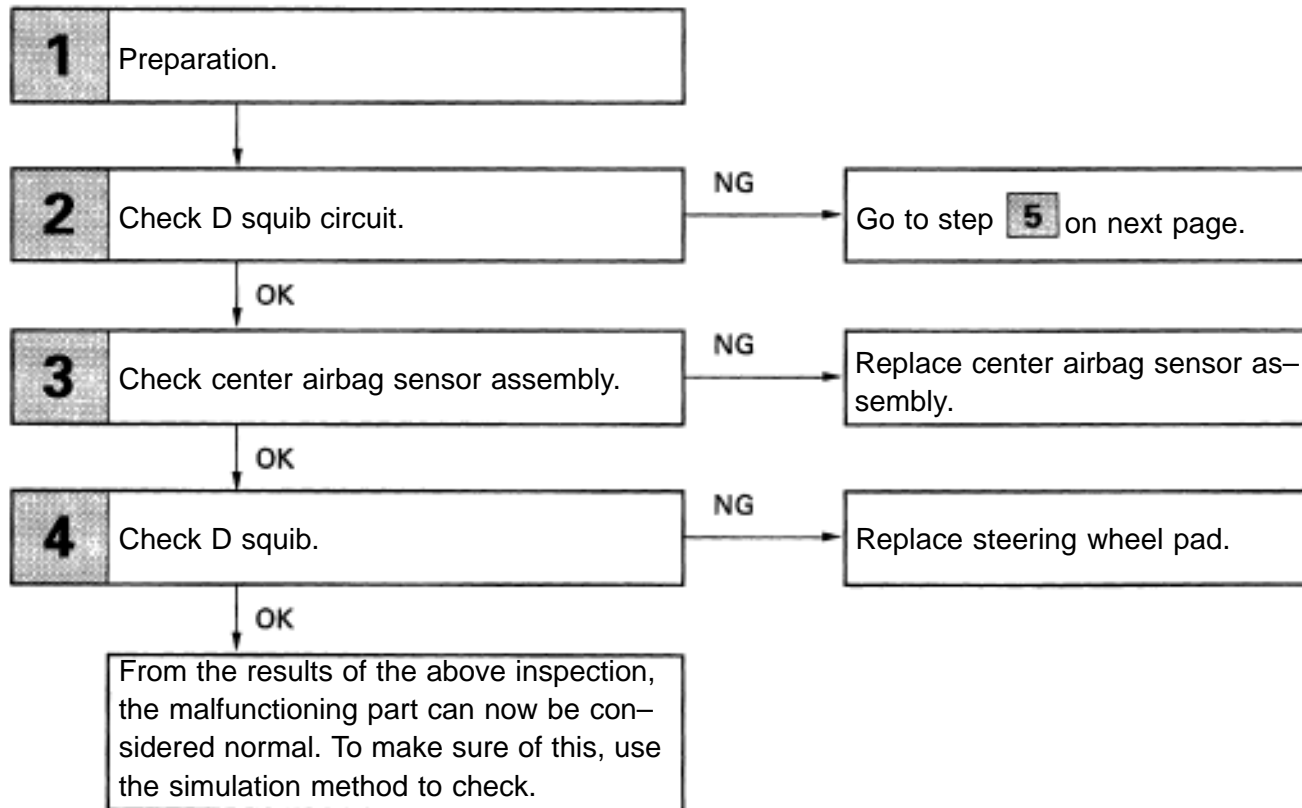 1 Preparation.
2 Check D squib circuit.
NG
Go to step 5 on next page.
OK
3 Check center airbag sensor assembly.
NG
Replace center airbag sensor as–
sembly.
OK
4 Check D squib.
NG
Replace steering wheel pad.
OK
From the results of the above inspection,
the malfunctioning part can now be con–
sidered normal. To make sure of this, use
the simulation method to check.